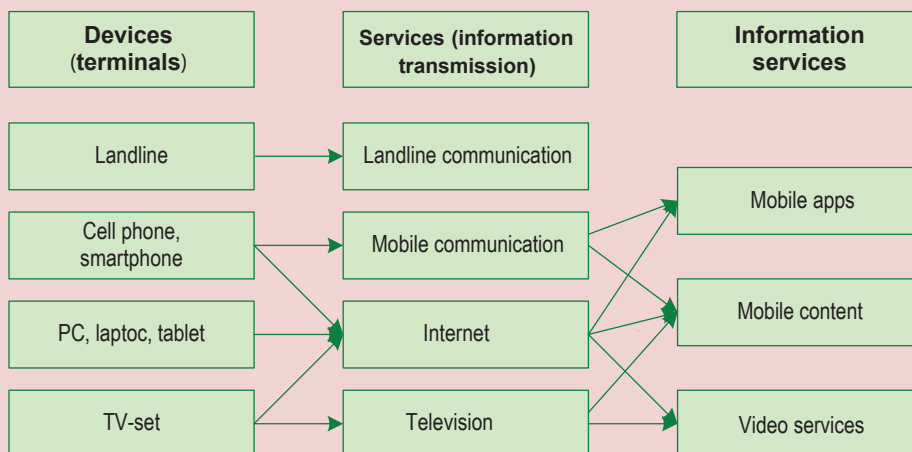 Devices
(terminals)
Services (information
transmission)
Information
services
Landline
Landline communication
Mobile apps
Cell phone,
smartphone
Mobile communication
Mobile content
PC, laptoc, tablet
Internet
TV-set
Television
Video services